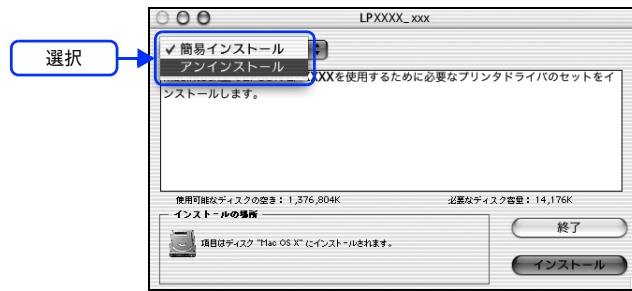 LPXXXX_xxx
選択
✓簡易インストール
アンインストール
XXXを使用するために必要なプリンタドライバのセットをイ
ンストールします。
使用可能なディスクの空き：1,376,804K
必要なディスク容量：14,176K
インストールの場所
項目はディスク "Mac OS X" にインストールされます。
終了
インストール